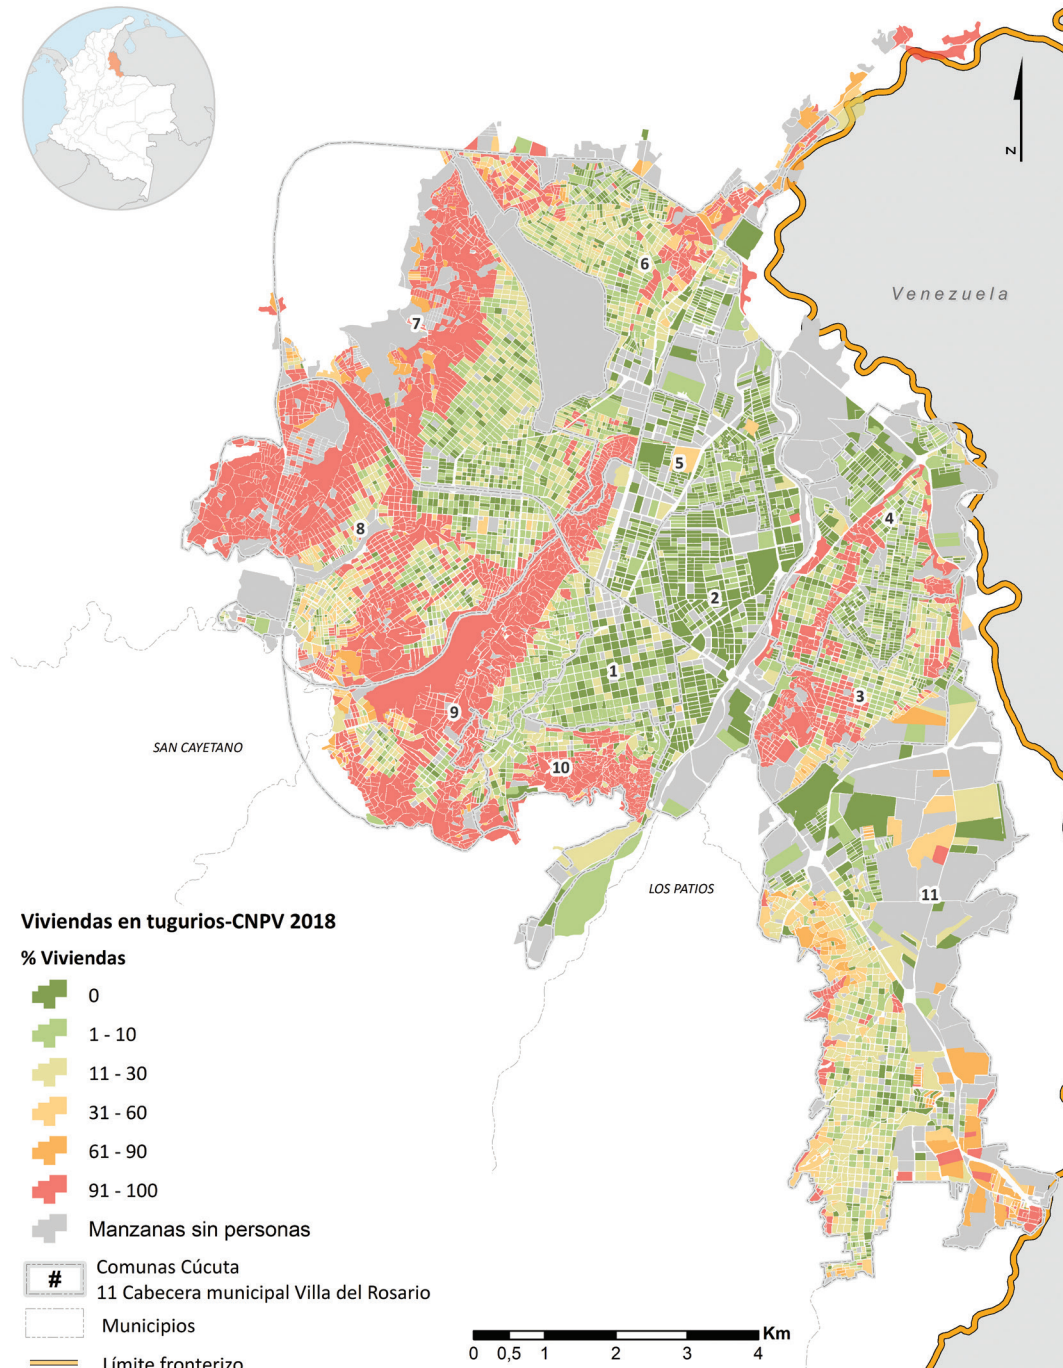 N
Venezuela
6
7
5
4
8
2
1
3
9
SAN CAYETANO
10
LOS PATIOS
11
Viviendas en tugurios-CNPV 2018
% Viviendas
0
1 - 10
11 - 30
31 - 60
61 - 90
91 - 100
Manzanas sin personas
# Comunas Cúcuta
11 Cabecera municipal Villa del Rosario
Municipios
Límite fronterizo
Km
0 0,5 1 2 3 4